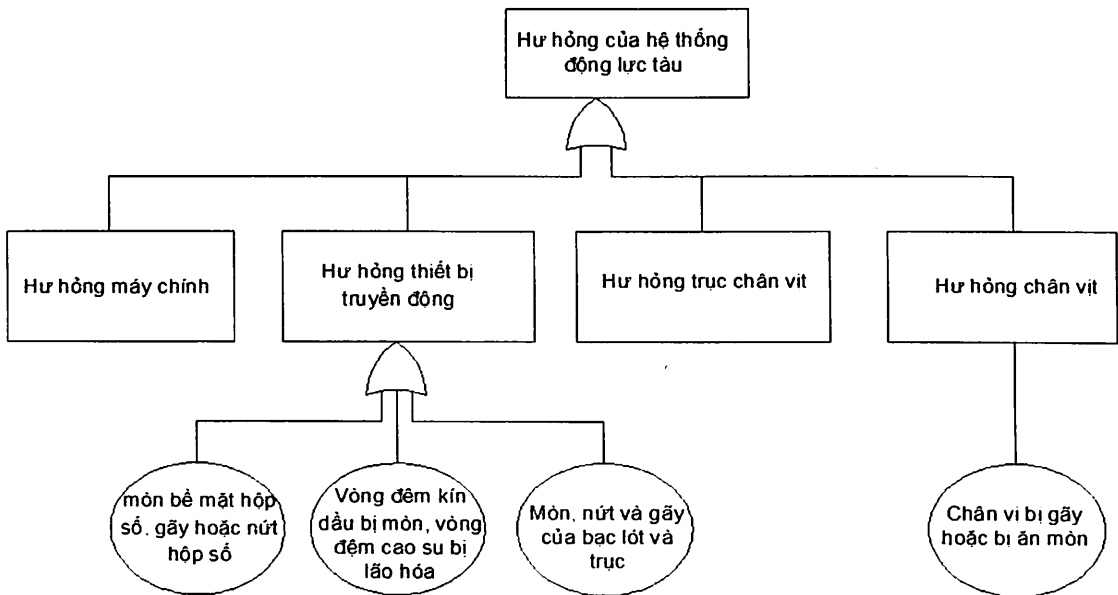 Hư hỏng của hệ thống
động lực tàu
Hư hỏng máy chính
Hư hỏng thiết bị
truyền động
Hư hỏng trục chân vit
Hư hỏng chân vịt
mòn bề mặt hộp
số, gãy hoặc nứt
hộp số
Vòng đệm kín
dầu bị mòn, vòng
đệm cao su bị
lão hóa
Mòn, nứt và gãy
của bạc lót và
trục
Chân vị bị gãy
hoặc bị ăn mòn